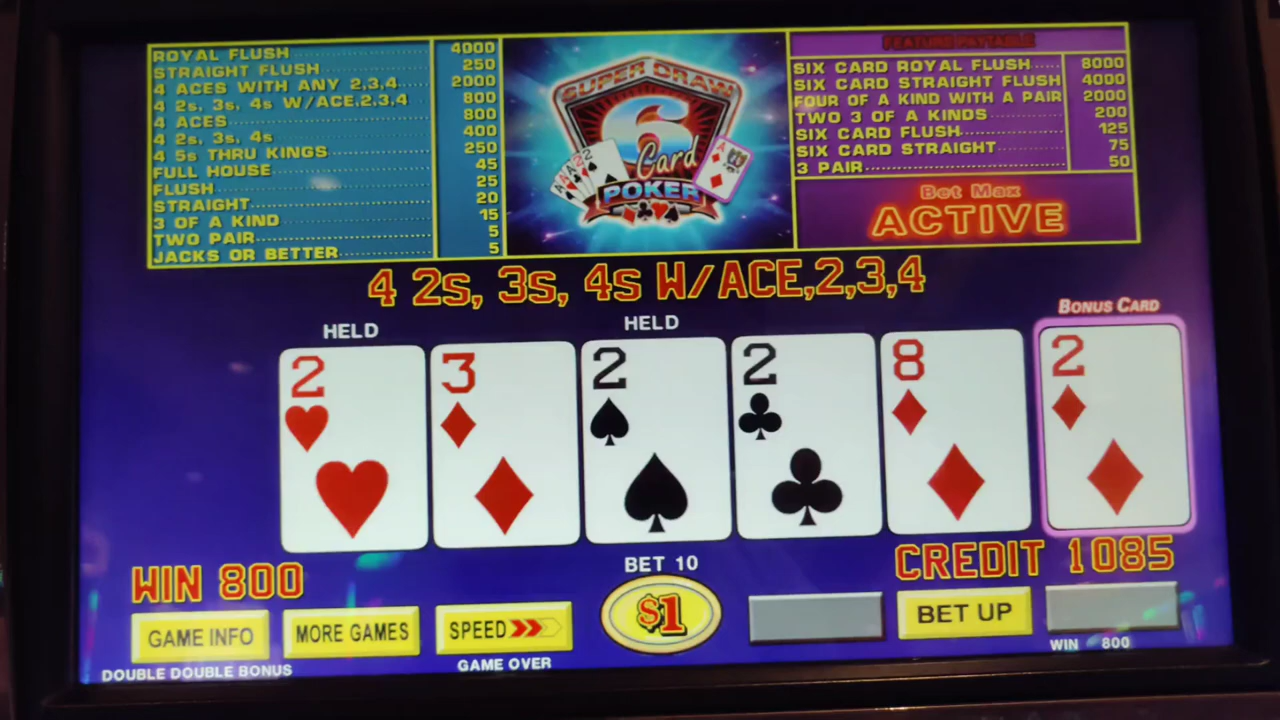 ROYAL FLUSH 4000
STRAIGHT FLUSH 250
4 ACES WITH ANY 2,3,4 2000
4 2s, 3s, 4s W/ACE,2,3,4 800
4 ACES 800
4 2s, 3s, 4s 400
4 5s THRU KINGS 250
FULL HOUSE 45
FLUSH 25
STRAIGHT 20
3 OF A KIND 15
TWO PAIR 5
JACKS OR BETTER 5
SUPER DRAW
6
Card
POKER
A A A 2 2
A
FEATURE PAYTABLE
SIX CARD ROYAL FLUSH 8000
SIX CARD STRAIGHT FLUSH 4000
FOUR OF A KIND WITH A PAIR 2000
TWO 3 OF A KINDS 200
SIX CARD FLUSH 125
SIX CARD STRAIGHT 75
3 PAIR 50
Bet Max
ACTIVE
4 2s, 3s, 4s W/ACE,2,3,4
BONUS CARD
HELD HELD
2 3 2 2 8 2
BET 10
WIN 800
CREDIT 1085
GAME INFO
MORE GAMES
SPEED
$1
BET UP
DOUBLE DOUBLE BONUS
GAME OVER
WIN 800